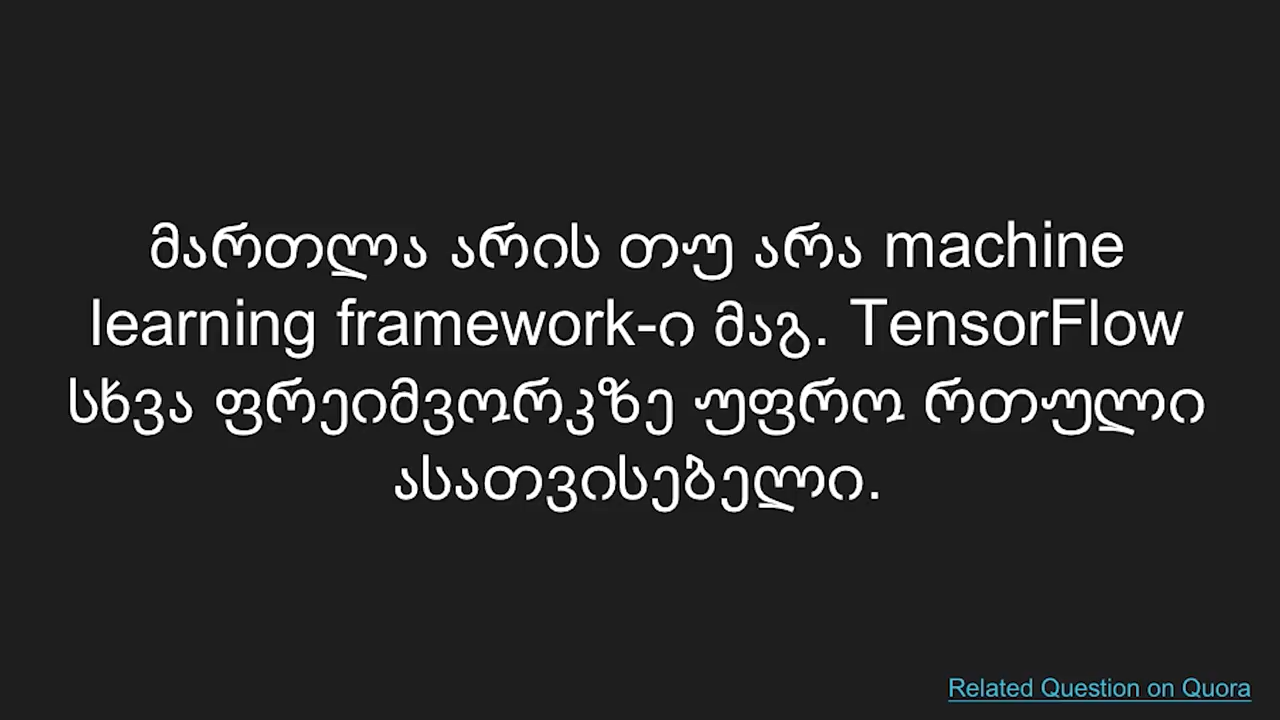 მართლა არის თუ არა machine
learning framework-ი მაგ. TensorFlow
სხვა ფრეიმვორკზე უფრო რთული
ასათვისებელი.
Related Question on Quora